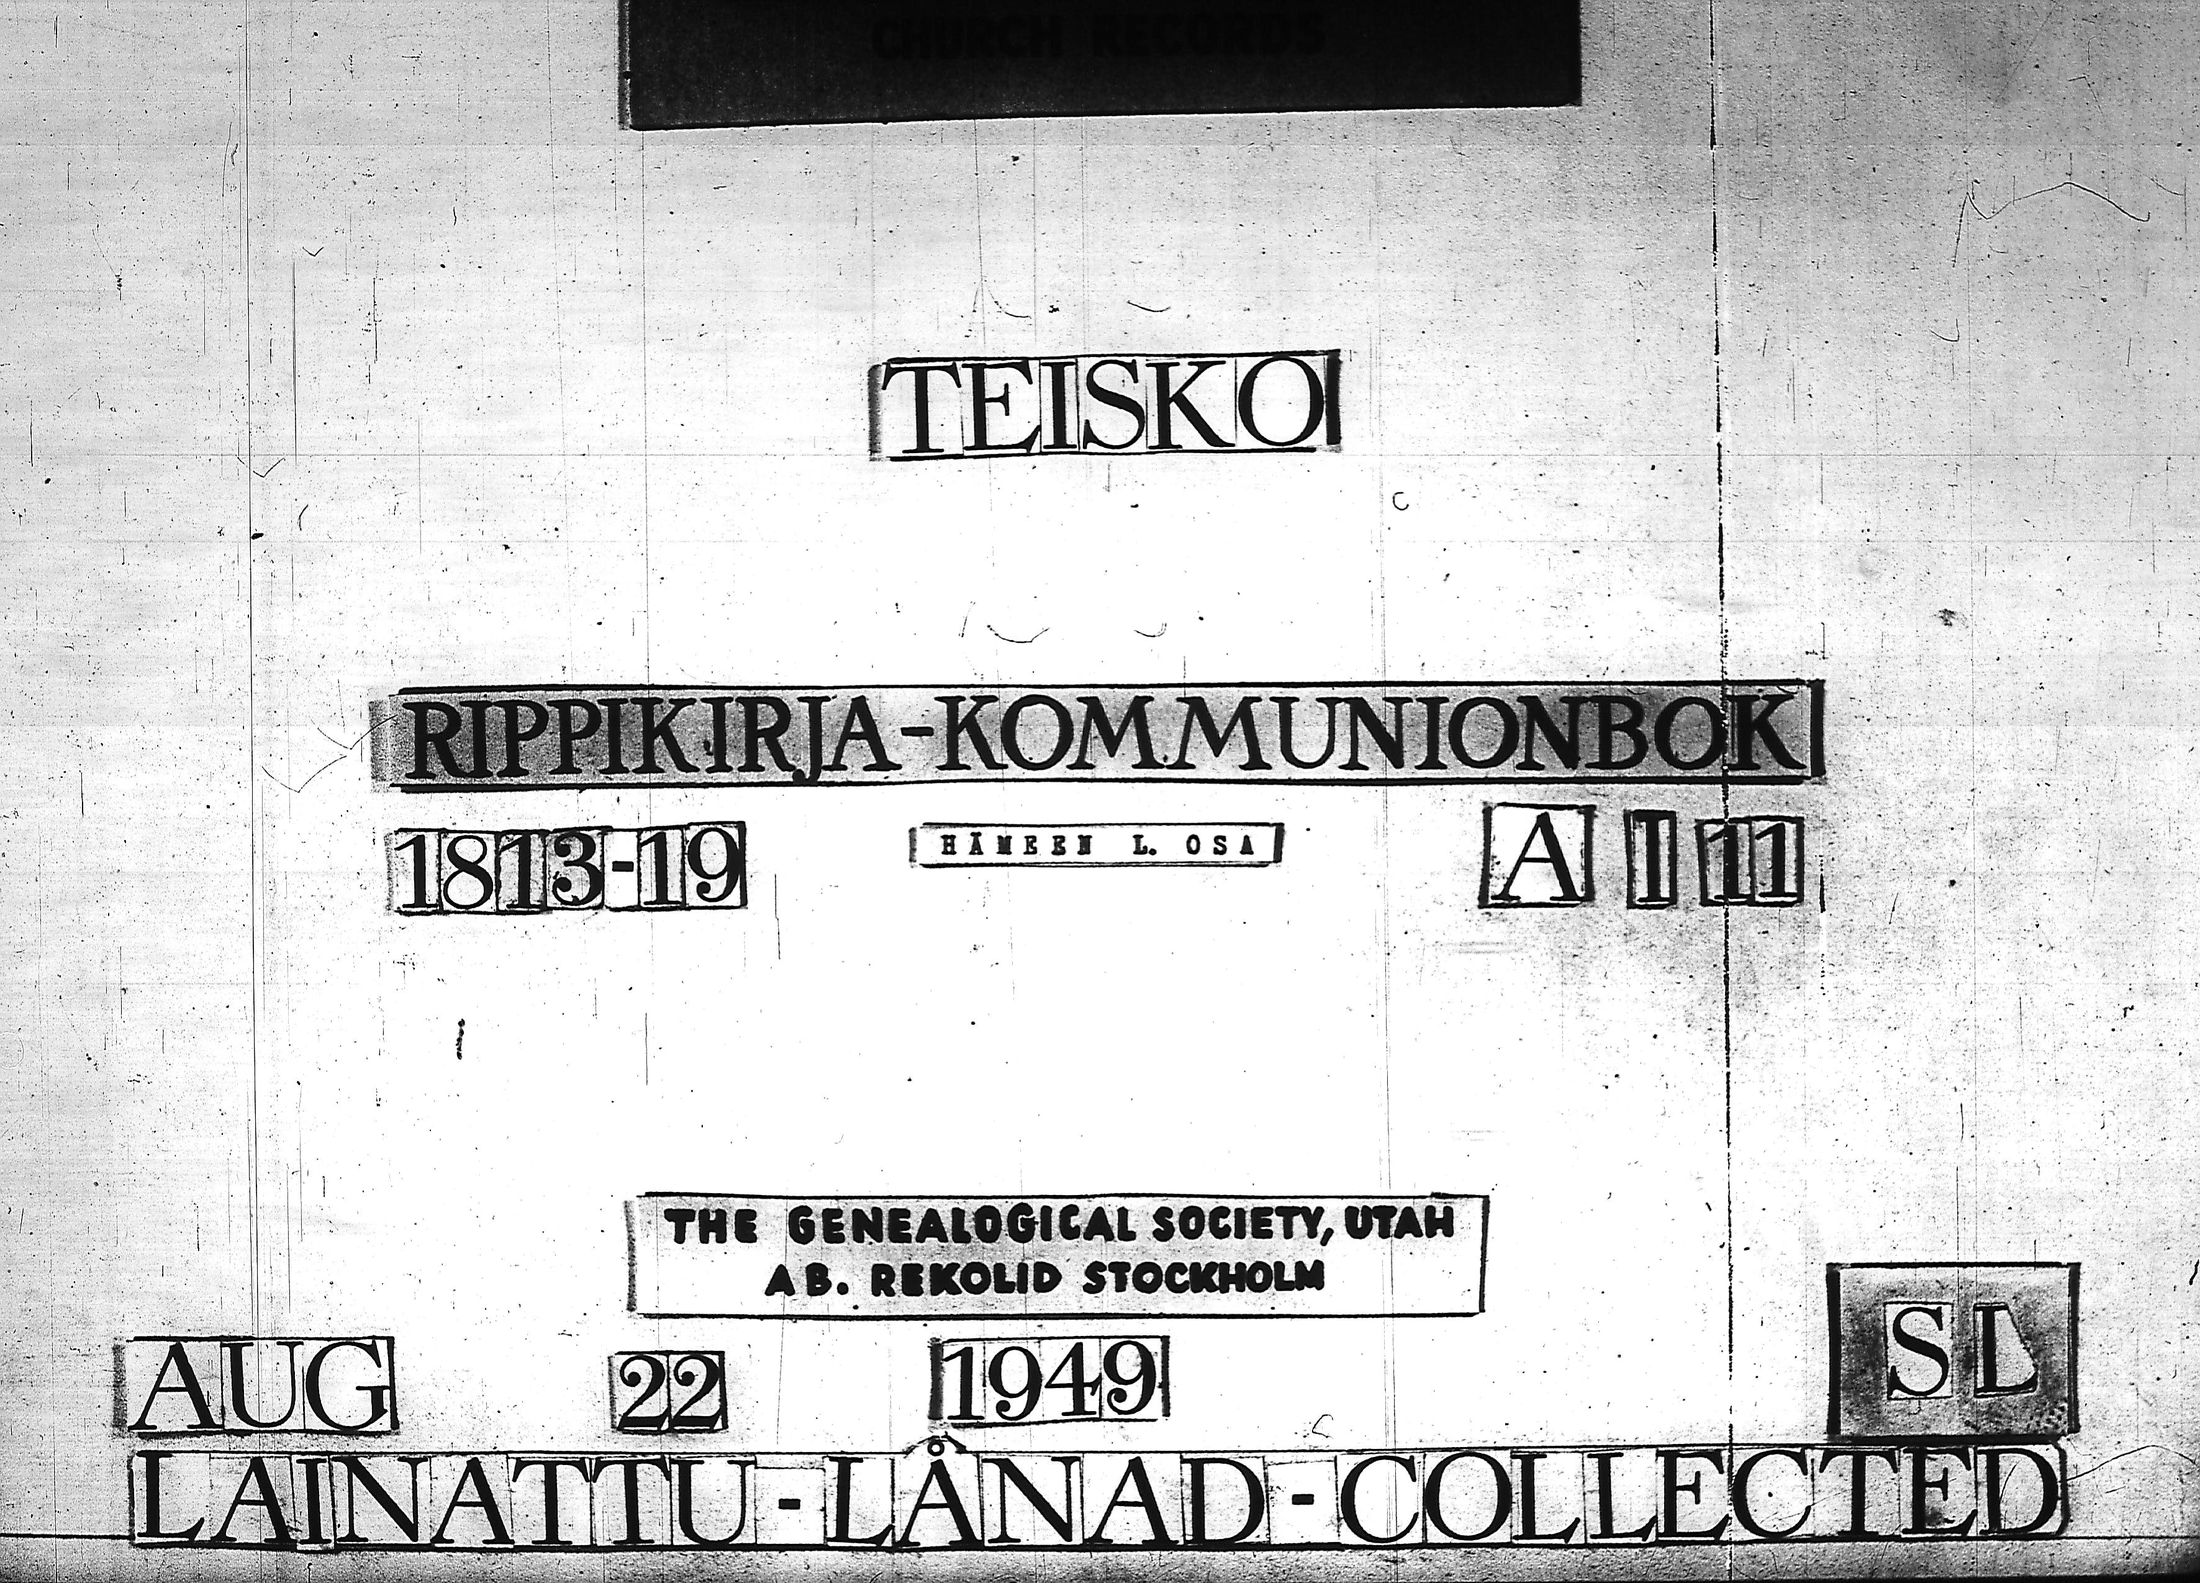 CHURCH RECORDS
TEISKO
RIPPIKIRJA-KOMMUNIONBOK
1813-19 HÄMEEN L. OSA A I 11
THE GENEALOGICAL SOCIETY, UTAH
AB. REKOLID STOCKHOLM
SL
AUG 22 1949
LAINATTU-LÅNAD-COLLECTED